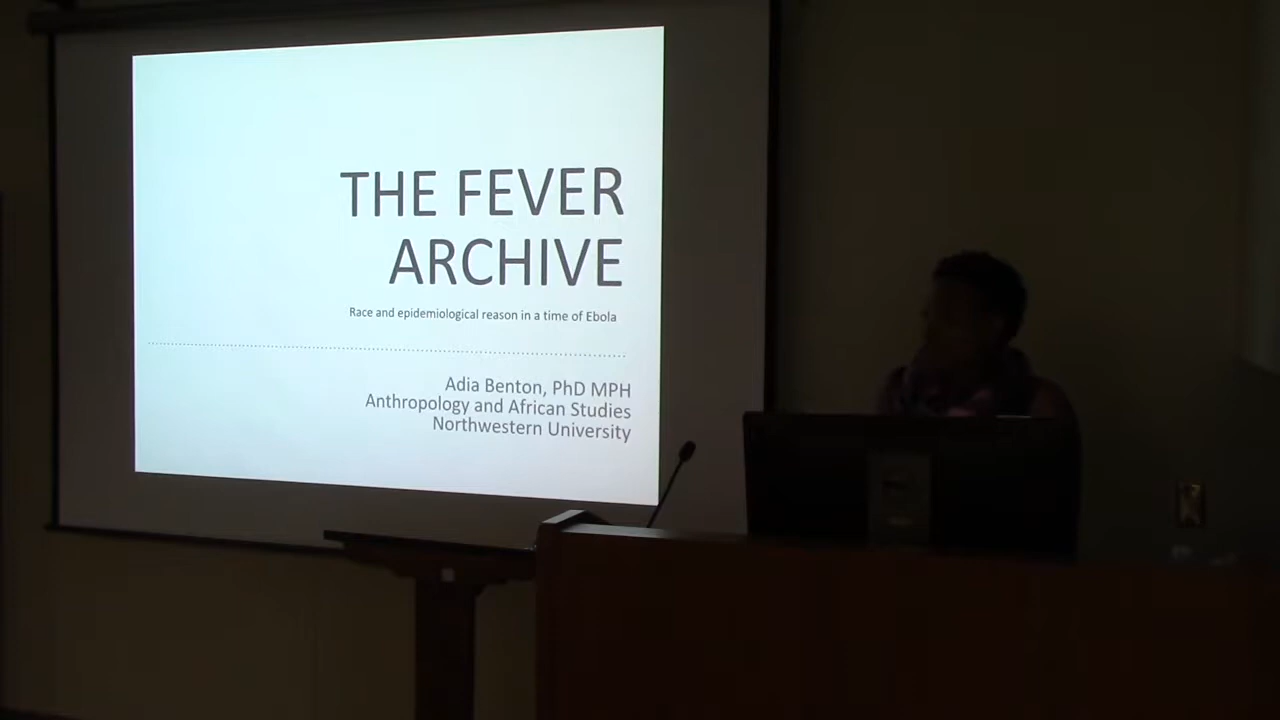 THE FEVER
ARCHIVE
Race and epidemiological reason in a time of Ebola
Adia Benton, PhD MPH
Anthropology and African Studies
Northwestern University